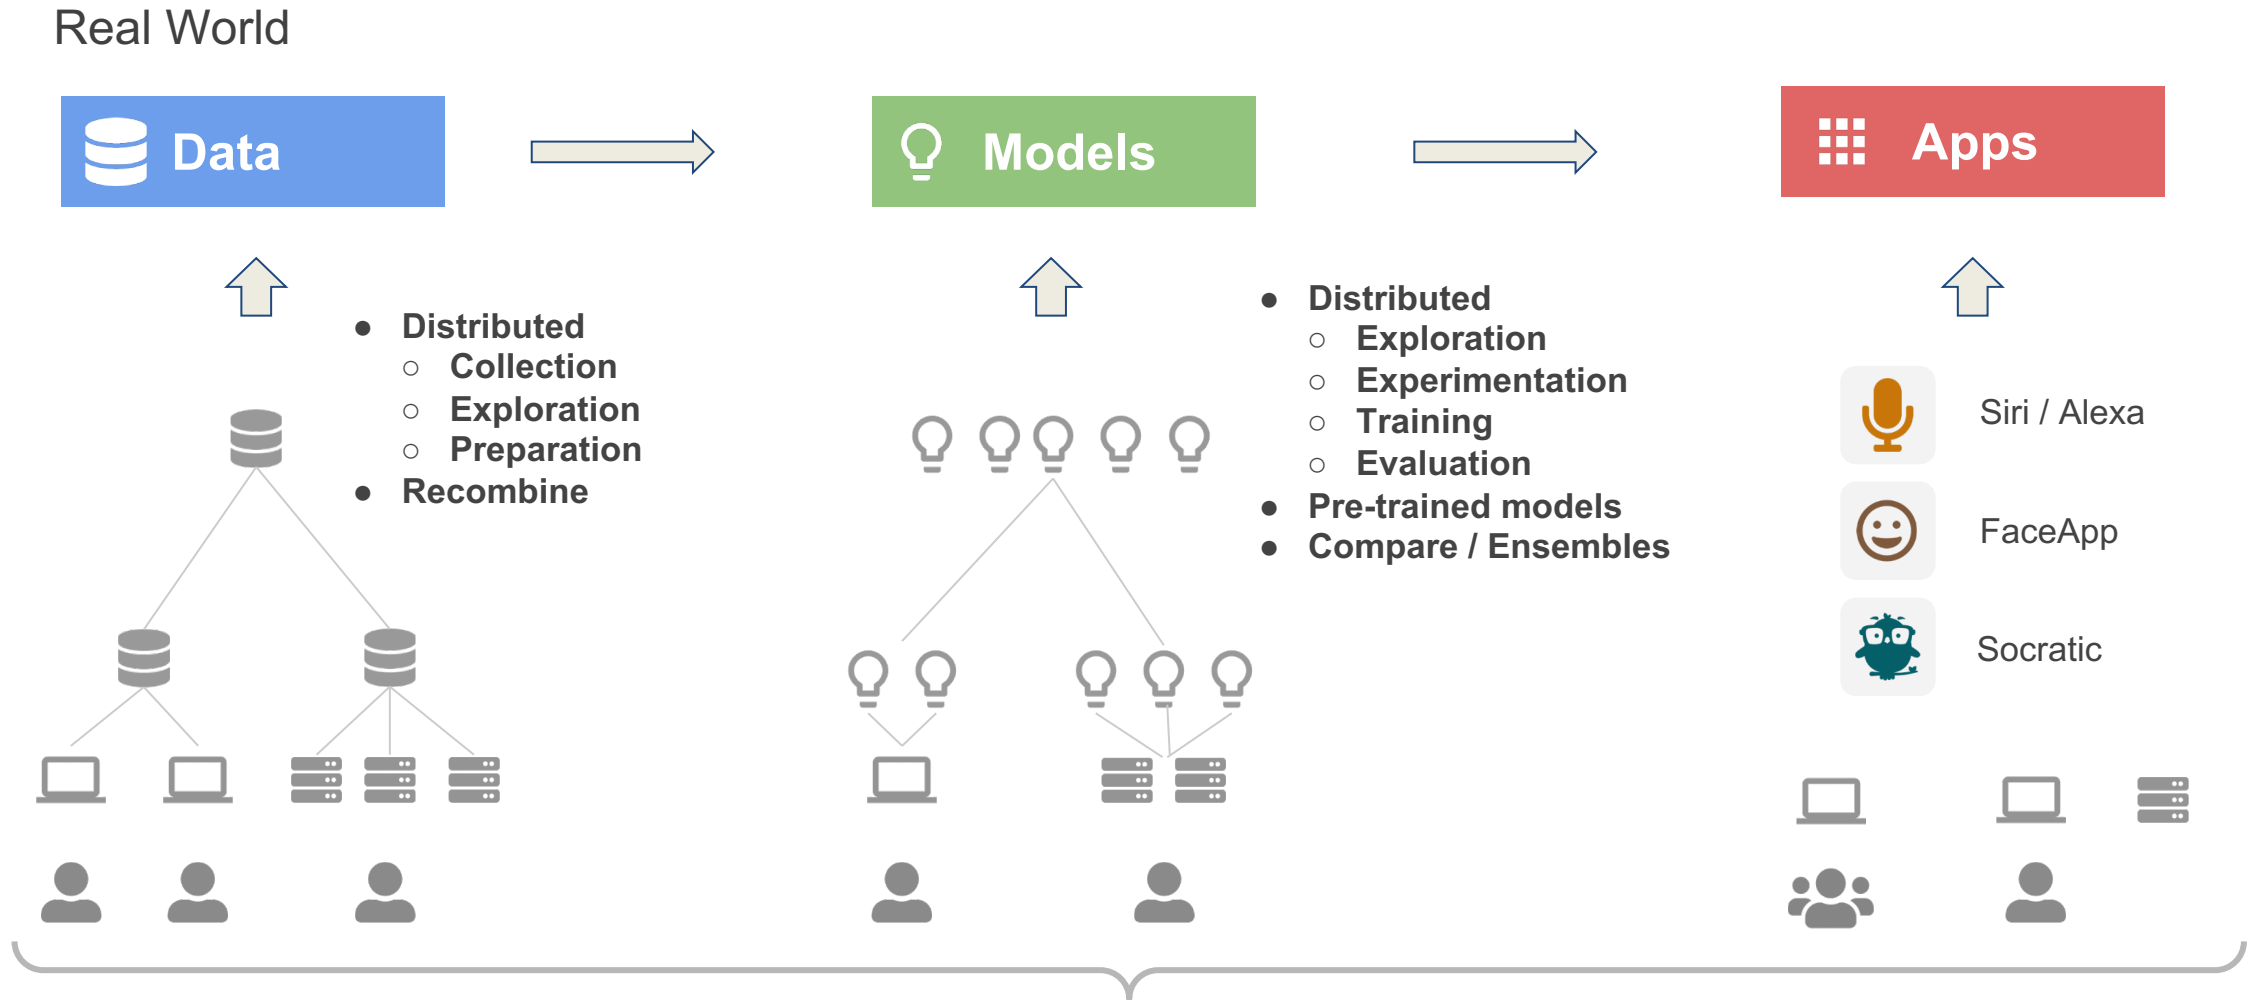 Real World
Data
Models
Apps
● Distributed
○ Collection
○ Exploration
○ Preparation
● Recombine
● Distributed
○ Exploration
○ Experimentation
○ Training
○ Evaluation
● Pre-trained models
● Compare / Ensembles
Siri / Alexa
FaceApp
Socratic